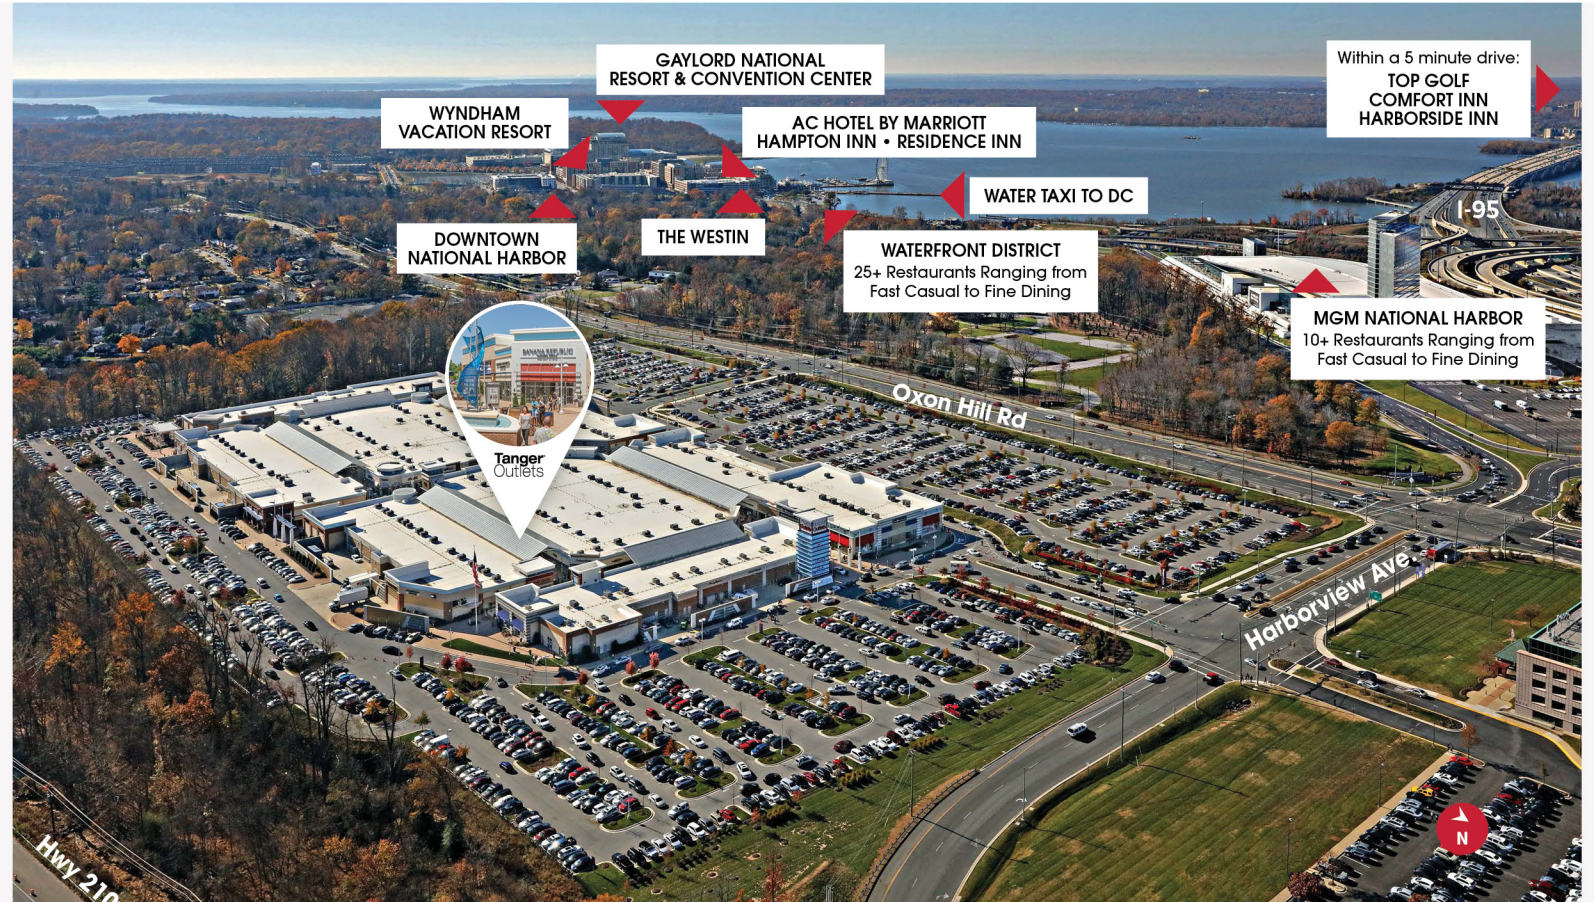 GAYLORD NATIONAL
RESORT & CONVENTION CENTER
Within a 5 minute drive:
TOP GOLF
COMFORT INN
HARBORSIDE INN
WYNDHAM
VACATION RESORT
AC HOTEL BY MARRIOTT
HAMPTON INN • RESIDENCE INN
WATER TAXI TO DC
I-95
DOWNTOWN
NATIONAL HARBOR
THE WESTIN
WATERFRONT DISTRICT
25+ Restaurants Ranging from
Fast Casual to Fine Dining
MGM NATIONAL HARBOR
10+ Restaurants Ranging from
Fast Casual to Fine Dining
BANANA REPUBLIC
Tanger
Outlets
Oxon Hill Rd
Harborview Ave
Hwy 210
N